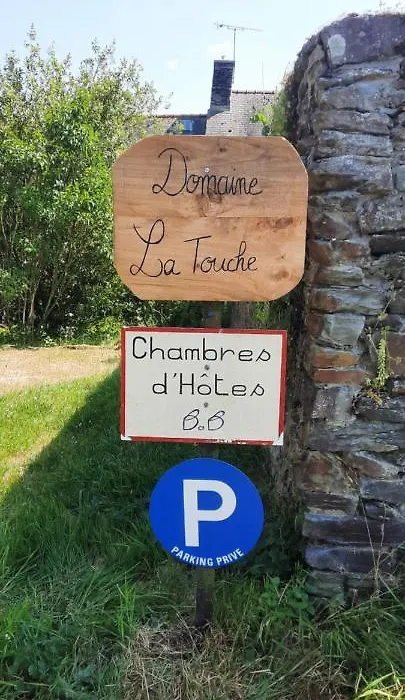 Domaine
La Touche
Chambres
d'Hôtes
B.B
P
PARKING PRIVE